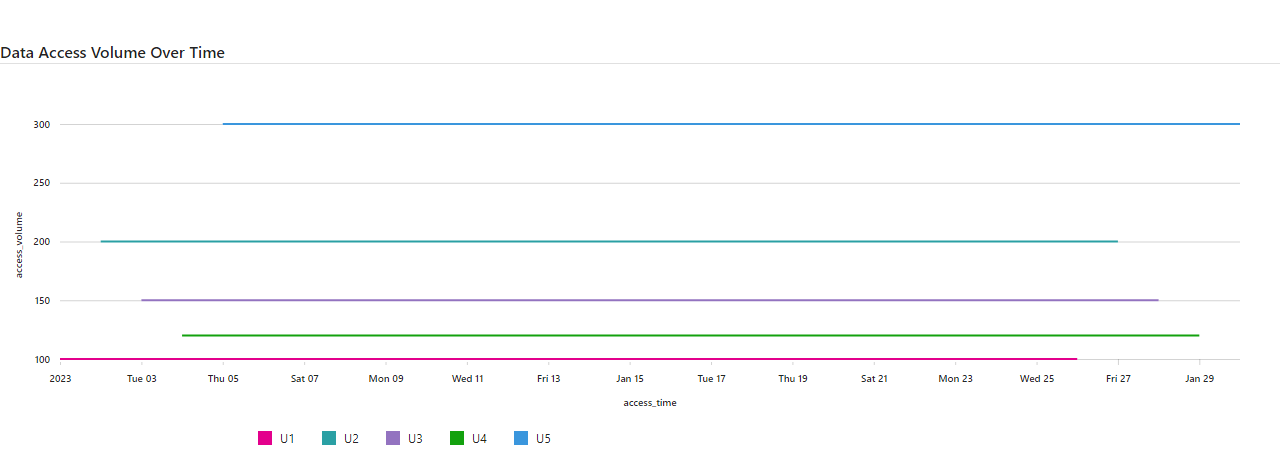 Data Access Volume Over Time
300
250
200
150
100
access_volume
2023 Tue 03 Thu 05 Sat 07 Mon 09 Wed 11 Fri 13 Jan 15 Tue 17 Thu 19 Sat 21 Mon 23 Wed 25 Fri 27 Jan 29
access_time
U1 U2 U3 U4 U5